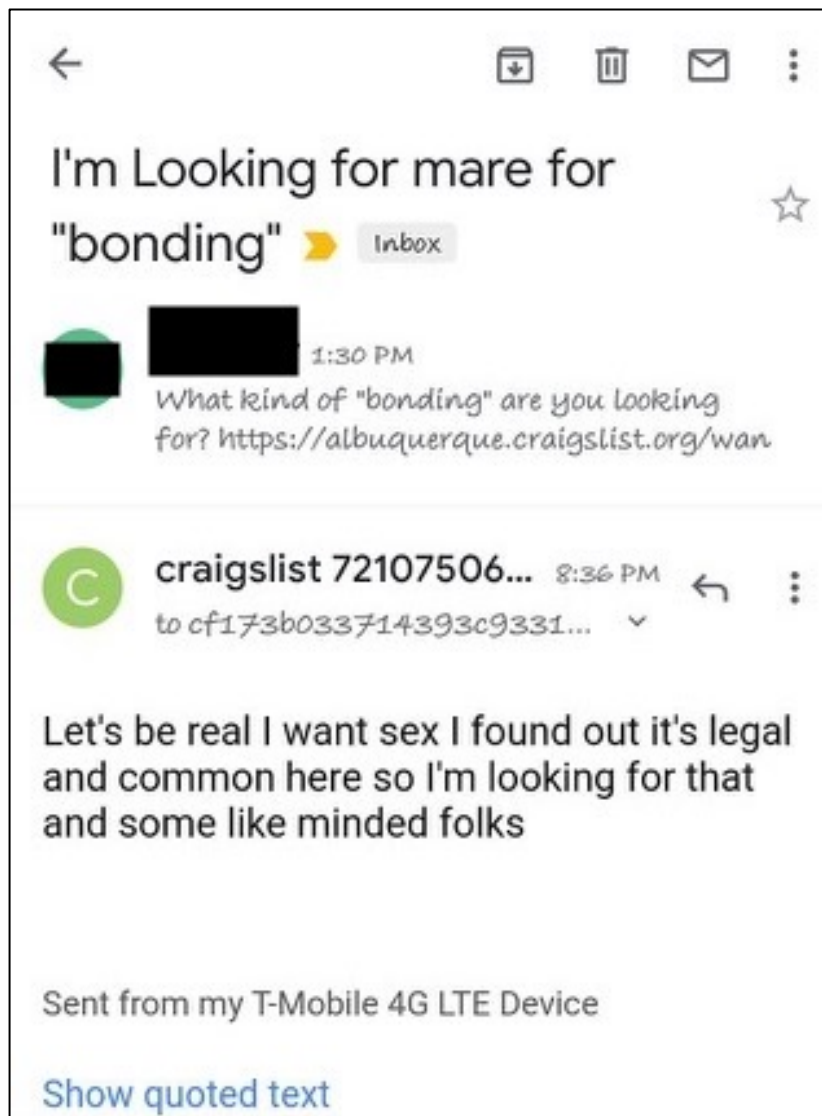 I'm Looking for mare for
"bonding" Inbox
1:30 PM
What kind of "bonding" are you looking
for? https://albuquerque.craigslist.org/wan
C
craigslist 72107506... 8:36 PM
to cf173b033714393c9331...
Let's be real I want sex I found out it's legal
and common here so I'm looking for that
and some like minded folks
Sent from my T-Mobile 4G LTE Device
Show quoted text